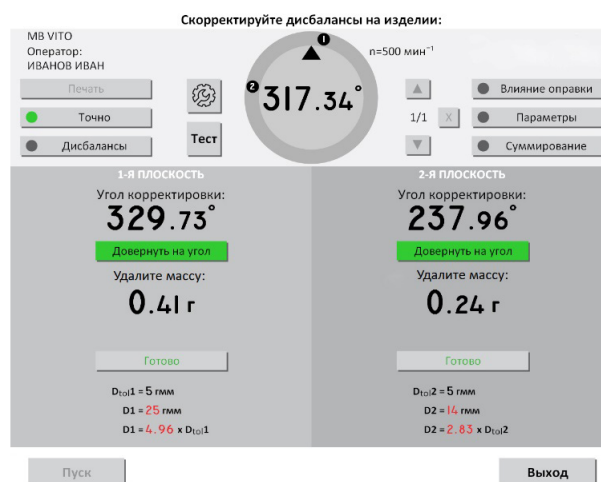 Скорректируйте дисбалансы на изделии:
MB VITO
Оператор:
ИВАНОВ ИВАН
n=500 мин⁻¹
1
2
317.34°
Печать
Точно
Дисбалансы
Тест
1/1
X
Влияние оправки
Параметры
Суммирование
1-Я ПЛОСКОСТЬ
Угол корректировки:
329.73°
Довернуть на угол
Удалите массу:
0.41 г
Готово
Dtol1 = 5 гмм
D1 = 25 гмм
D1 = 4.96 x Dtol1
2-Я ПЛОСКОСТЬ
Угол корректировки:
237.96°
Довернуть на угол
Удалите массу:
0.24 г
Готово
Dtol2 = 5 гмм
D2 = 14 гмм
D2 = 2.83 x Dtol2
Пуск
Выход